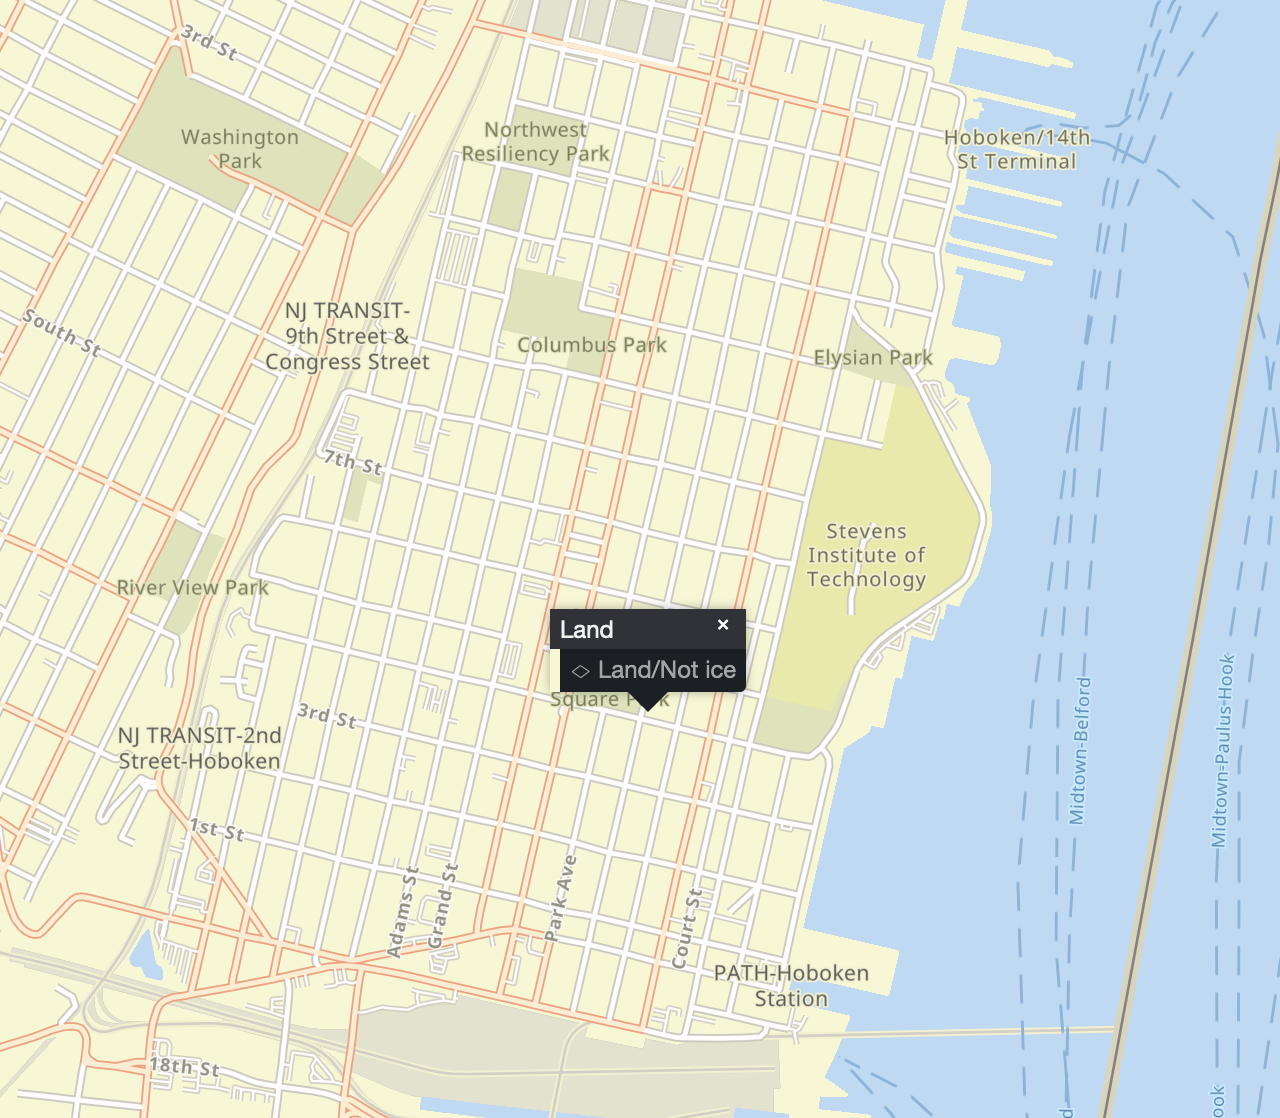 3rd St
Washington
Park
Northwest
Resiliency Park
Hoboken/14th
St Terminal
NJ TRANSIT-
9th Street &
Congress Street
South St
Columbus Park
Elysian Park
7th St
Stevens
Institute of
Technology
River View Park
Land
×
Land/Not ice
Square Park
3rd St
NJ TRANSIT-2nd
Street-Hoboken
Midtown-Belford
Midtown-Paulus-Hook
1st St
Adams St
Grand St
Park Ave
Court St
PATH-Hoboken
Station
18th St
ook
d